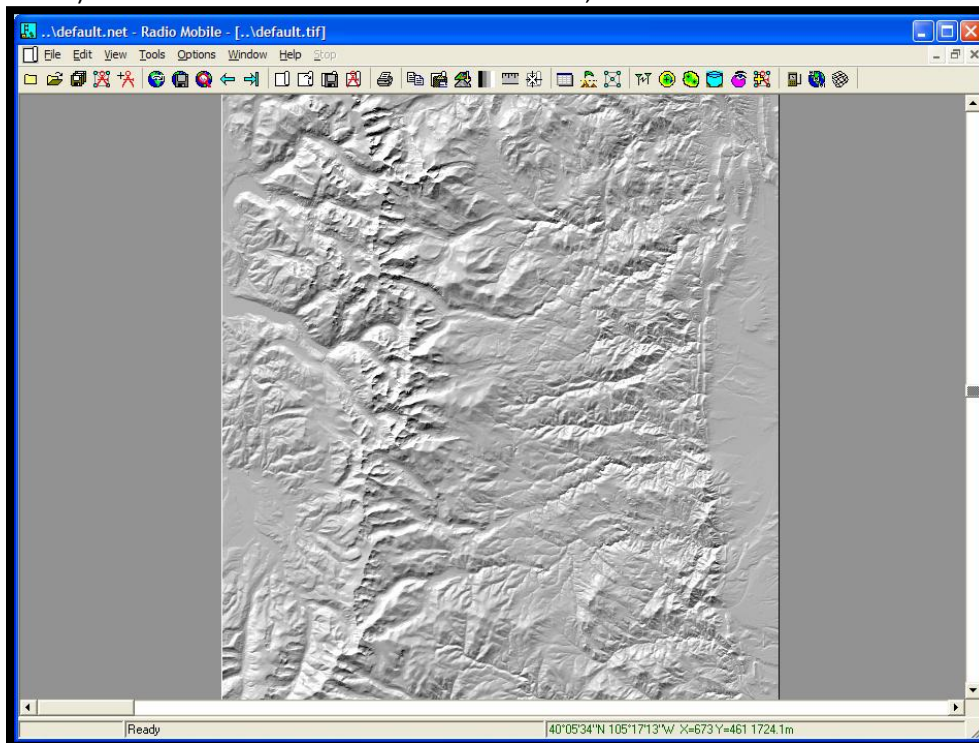 ..\default.net - Radio Mobile - [..\default.tif]
File Edit View Tools Options Window Help Stop
Ready
40°05'34"N 105°17'13"W X=673 Y=461 1724.1m